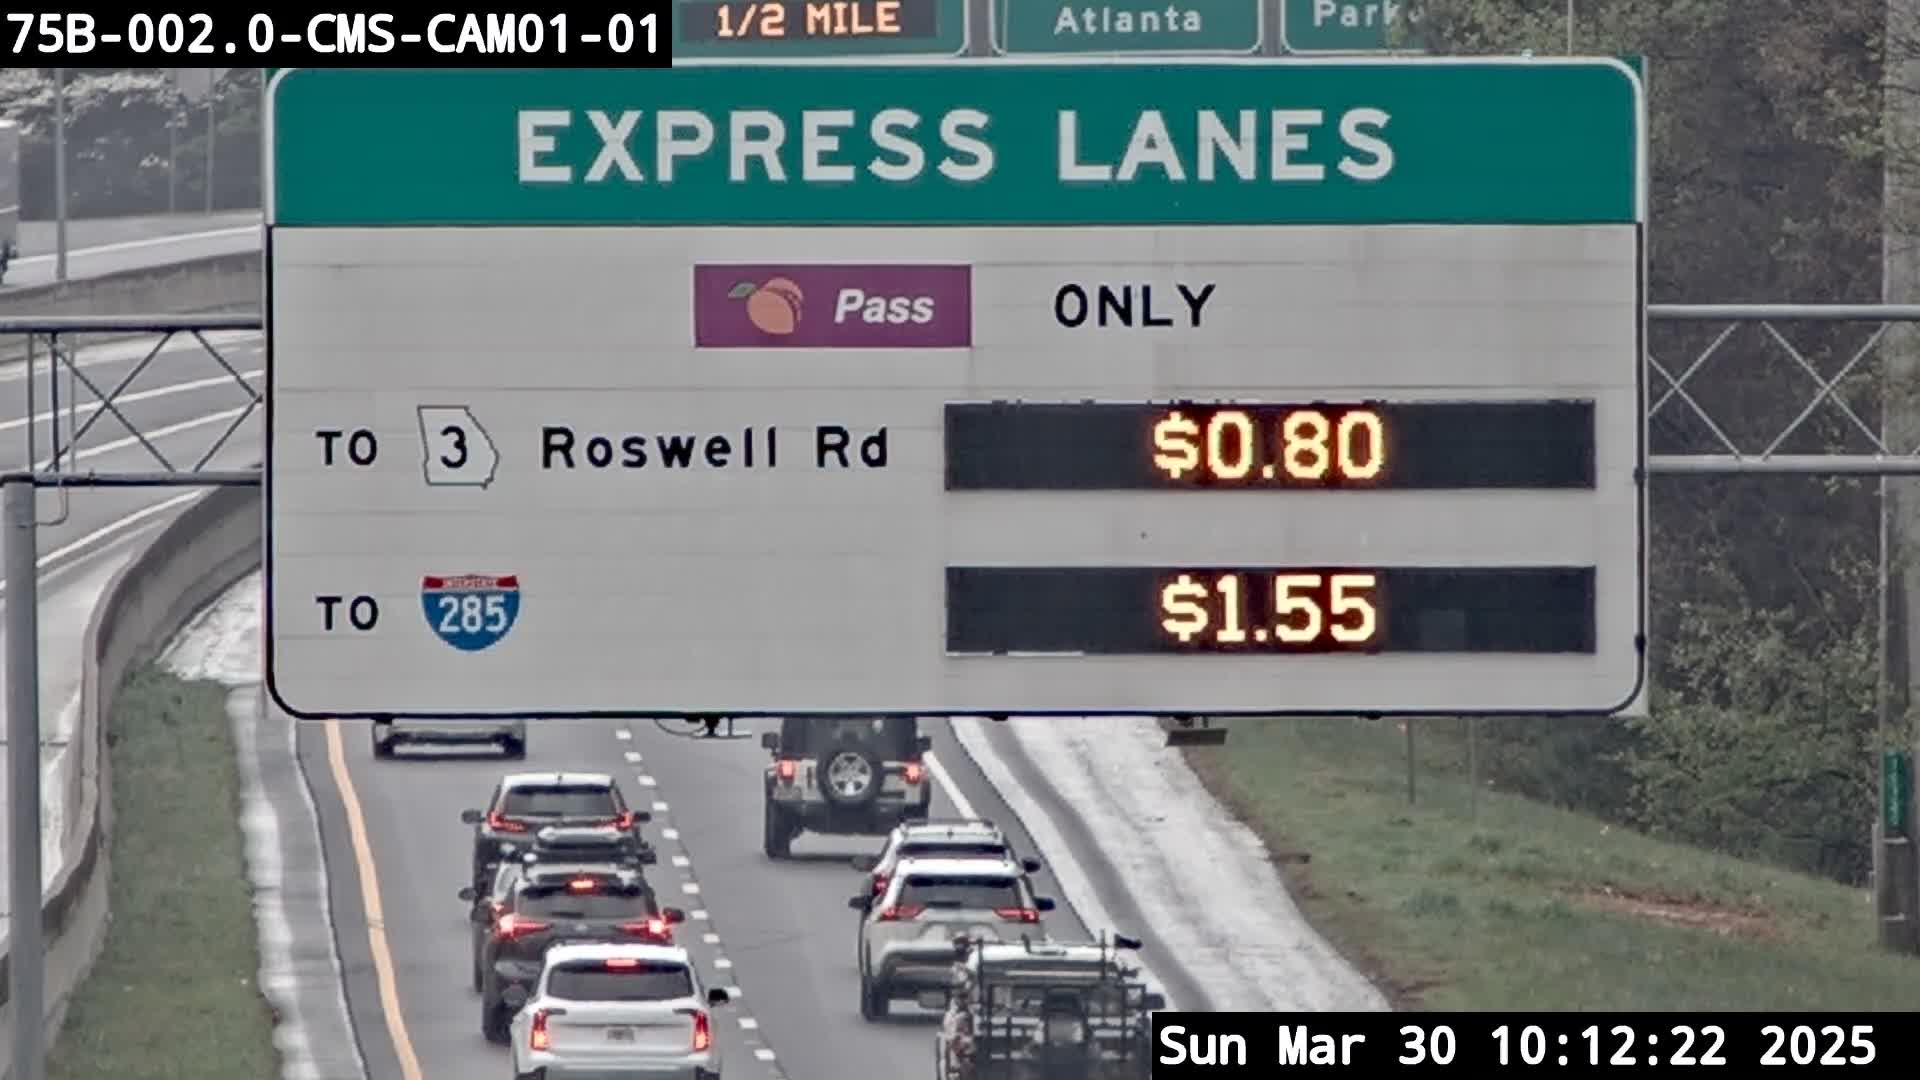 75B-002.0-CMS-CAM01-01
1/2 MILE
Atlanta
EXPRESS LANES
Pass ONLY
TO 3 Roswell Rd $0.80
TO 285 $1.55
Sun Mar 30 10:12:22 2025